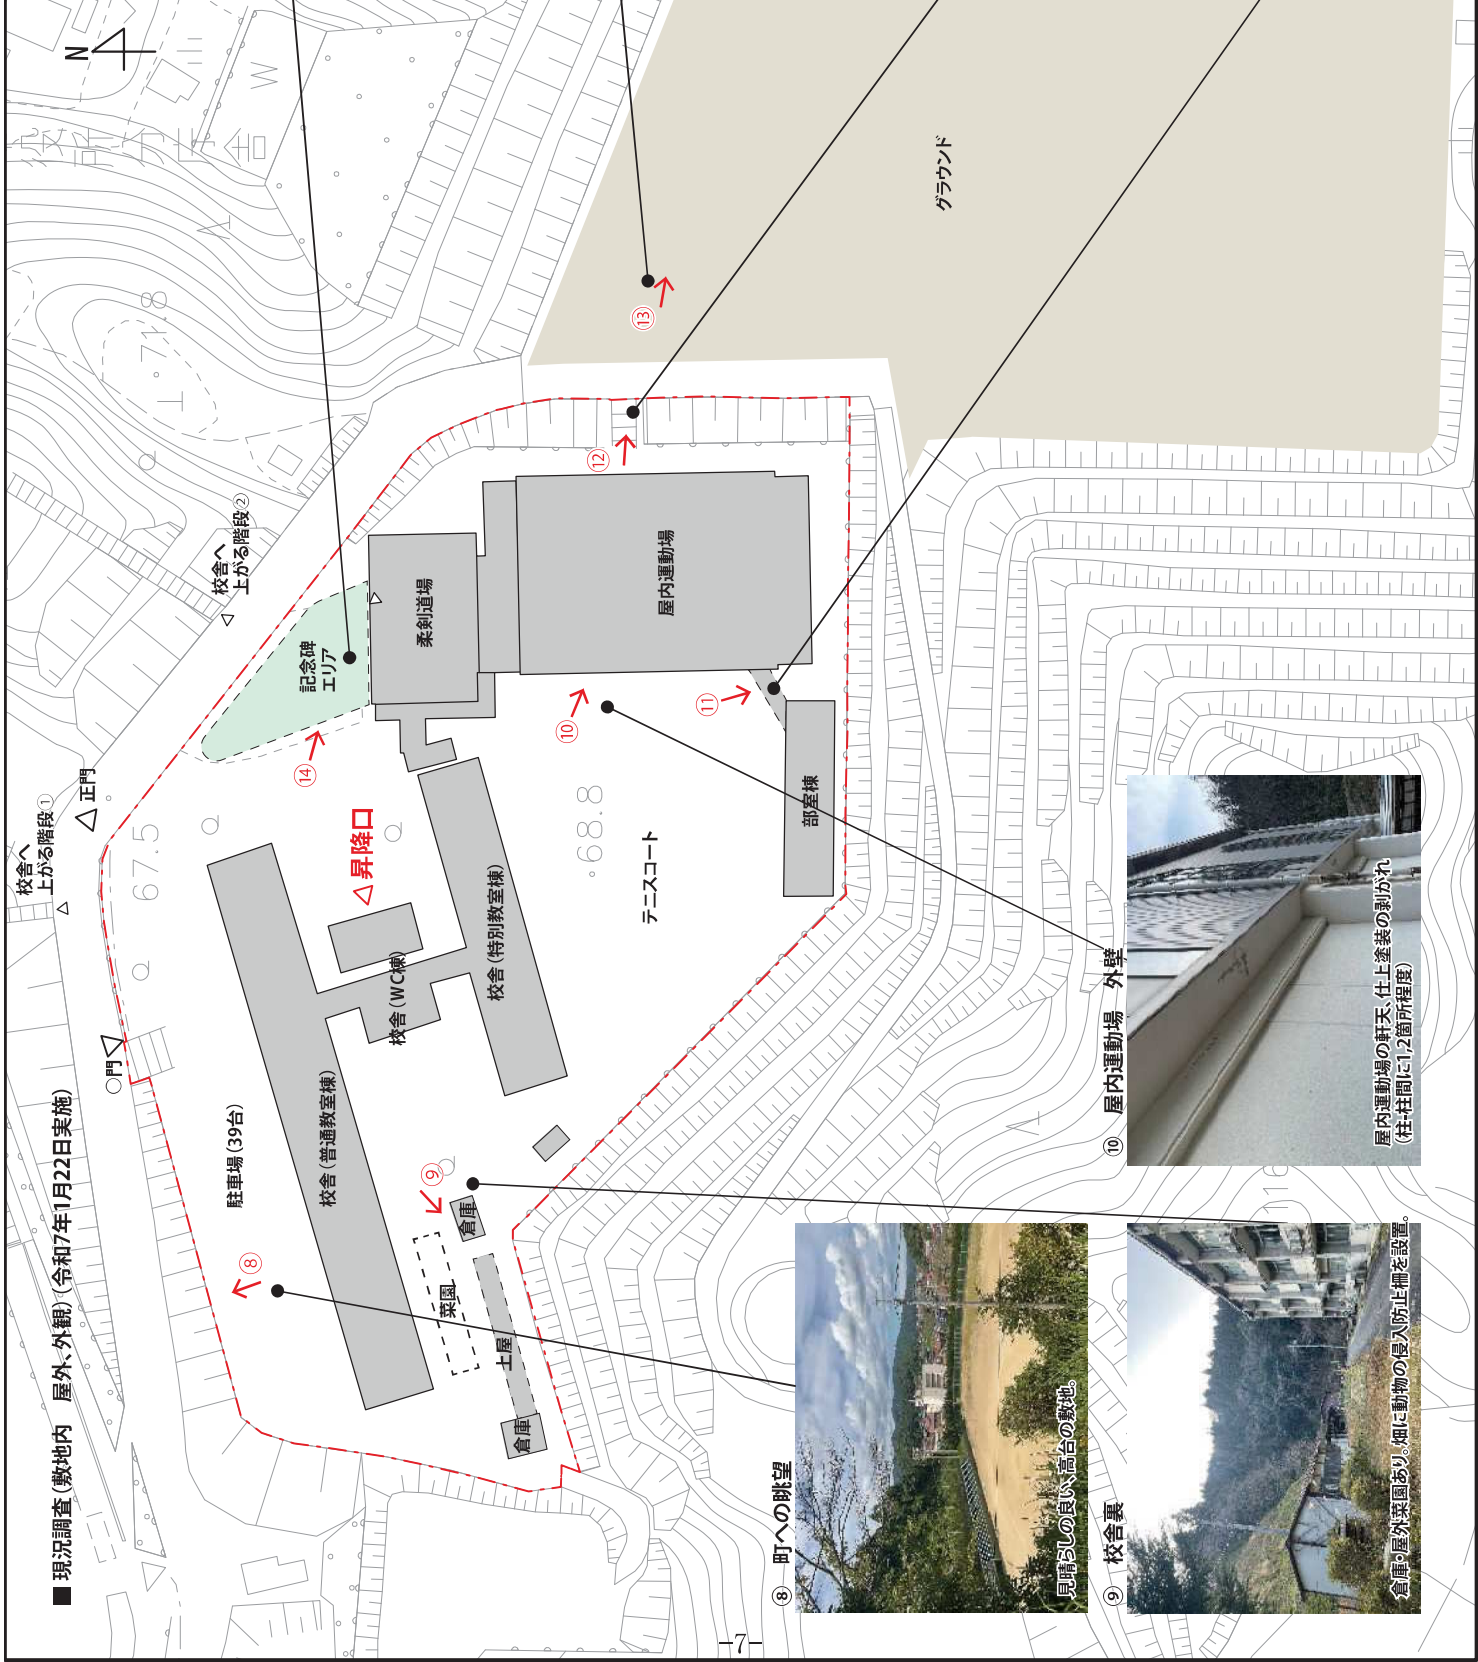 ■ 現況調査(敷地内　屋外、外観)(令和7年1月22日実施)
N
校舎へ
上がる階段①
正門
校舎へ
上がる階段②
○門
67.5
71.8
68.8
駐車場(39台)
校舎(普通教室棟)
校舎(WC棟)
昇降口
校舎(特別教室棟)
記念碑
エリア
柔剣道場
屋内運動場
部室棟
テニスコート
グラウンド
菜園
倉庫
土屋
倉庫
⑧
⑨
⑩
⑪
⑫
⑬
⑭
⑧　町への眺望
見晴らしの良い、高台の敷地。
⑨　校舎裏
倉庫・屋外菜園あり。畑に動物の侵入防止柵を設置。
⑩　屋内運動場　外壁
屋内運動場の軒天、仕上塗装の剥がれ
(柱-柱間に1,2箇所程度)
-7-